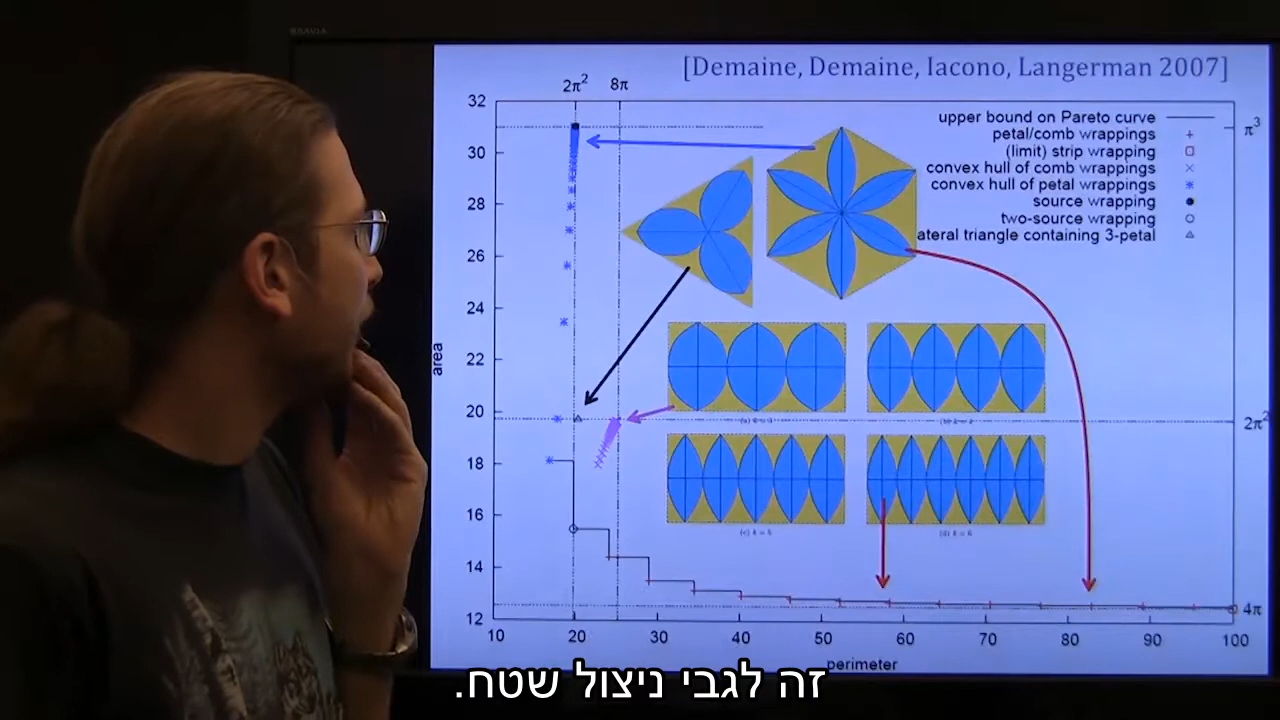 BRAVIA
[Demaine, Demaine, Iacono, Langerman 2007]
2π² 8π
upper bound on Pareto curve
petal/comb wrappings
(limit) strip wrapping
convex hull of comb wrappings
convex hull of petal wrappings
source wrapping
two-source wrapping
ateral triangle containing 3-petal
area
32
30
28
26
24
22
20
18
16
14
12
π³
2π²
4π
(c) k = 5
(d) k = 6
10 20 30 40 50 60 70 80 90 100
perimeter
זה לגבי ניצול שטח.